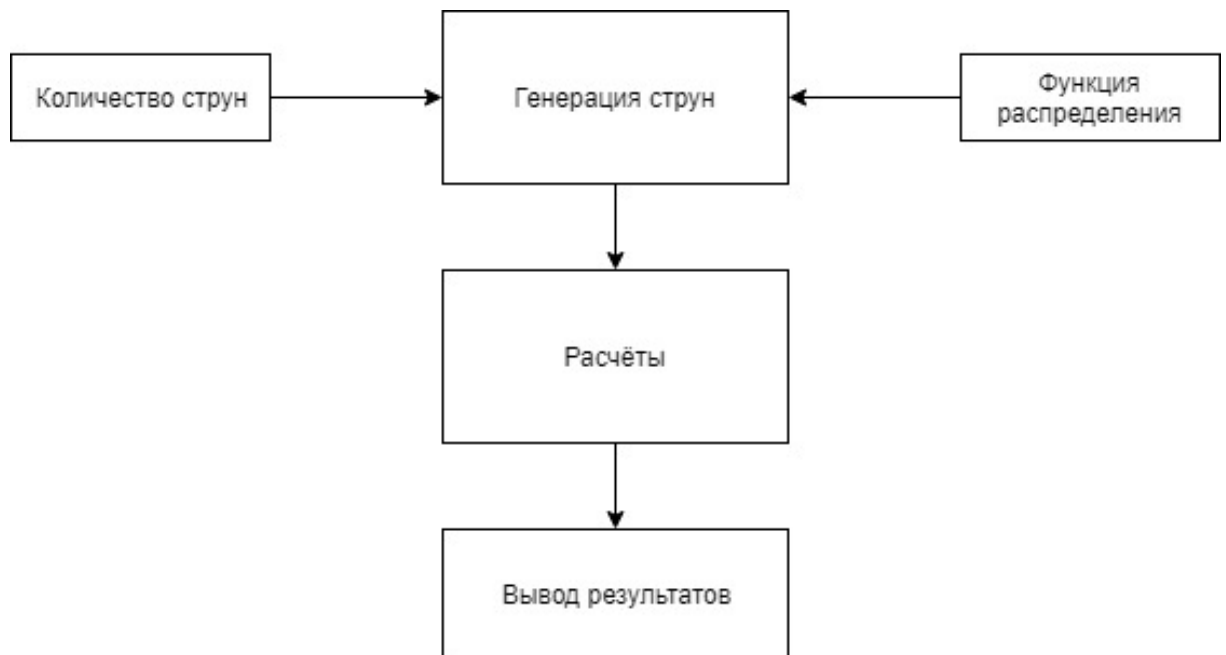 Количество струн
Генерация струн
Функция
распределения
Расчёты
Вывод результатов